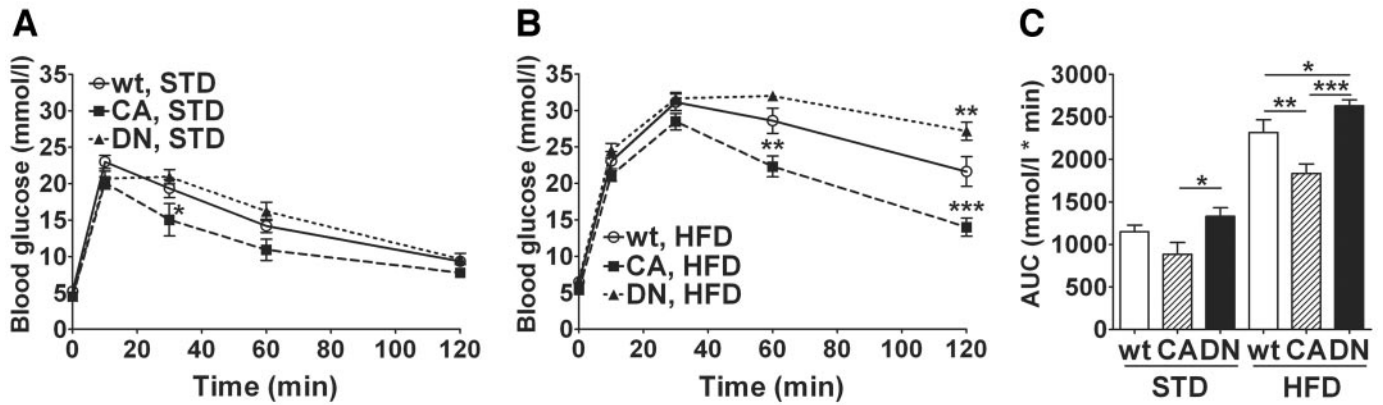 A
Blood glucose (mmol/l)
35
30
25
20
15
10
5
0
wt, STD
CA, STD
DN, STD
*
0 20 40 60 80 100 120
Time (min)
B
Blood glucose (mmol/l)
35
30
25
20
15
10
5
0
**
**
***
wt, HFD
CA, HFD
DN, HFD
0 20 40 60 80 100 120
Time (min)
C
AUC (mmol/l * min)
3000
2500
2000
1500
1000
500
0
*
***
**
*
wt CA DN wt CA DN
STD HFD